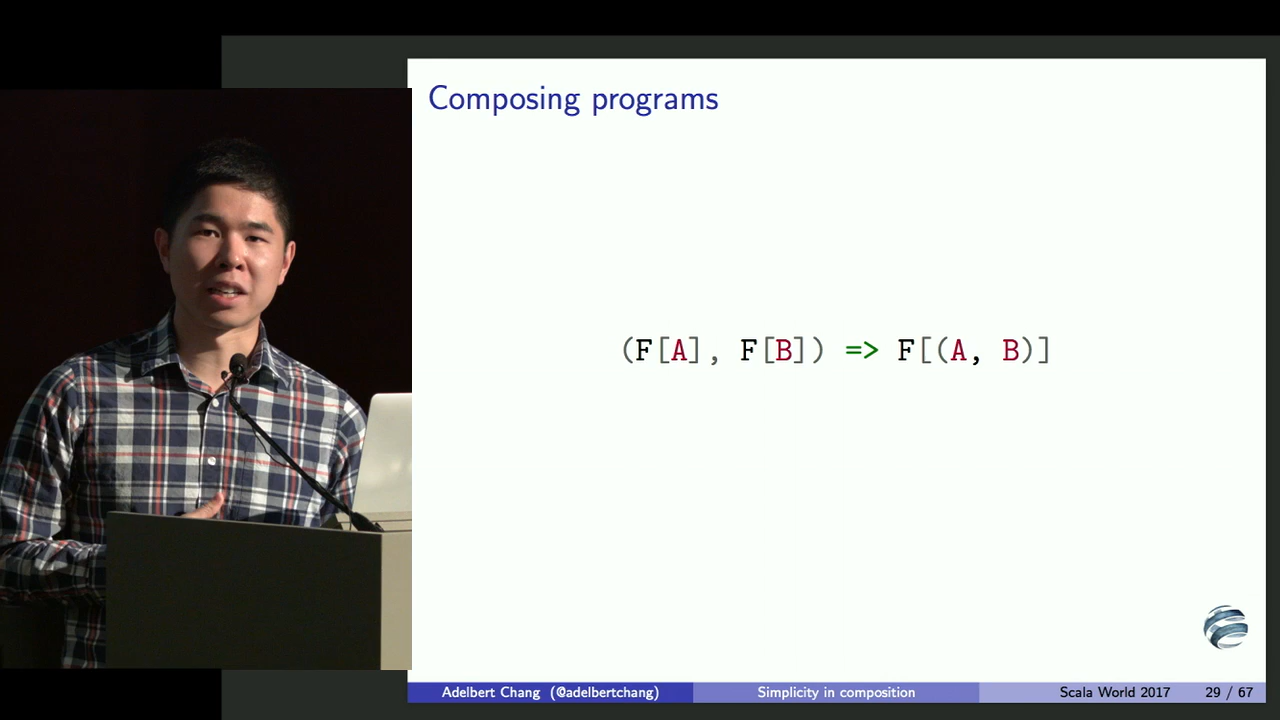 Composing programs
(F[A], F[B]) => F[(A, B)]
Adelbert Chang (@adelbertchang) Simplicity in composition Scala World 2017 29 / 67